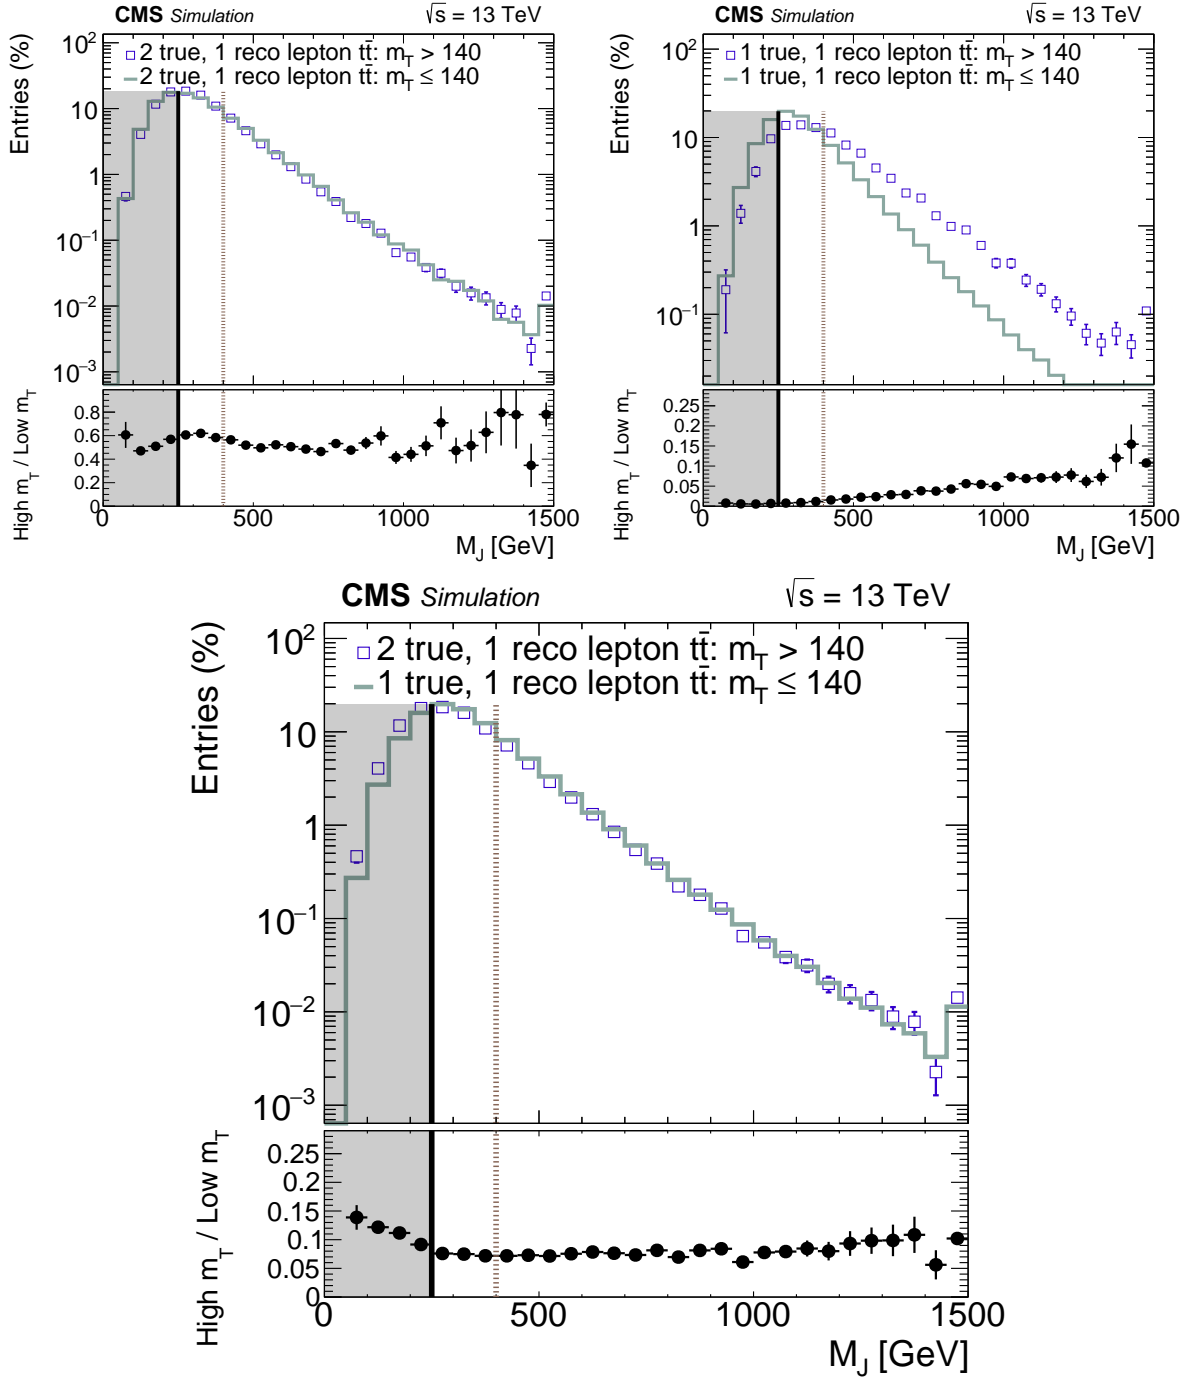 CMS Simulation √s = 13 TeV
Entries (%)
10²
10
1
10⁻¹
10⁻²
10⁻³
2 true, 1 reco lepton tt̄: m_T > 140
2 true, 1 reco lepton tt̄: m_T ≤ 140
High m_T / Low m_T
0.8
0.6
0.4
0.2
0
0 500 1000 1500
M_J [GeV]
CMS Simulation √s = 13 TeV
Entries (%)
10²
10
1
10⁻¹
1 true, 1 reco lepton tt̄: m_T > 140
1 true, 1 reco lepton tt̄: m_T ≤ 140
High m_T / Low m_T
0.25
0.2
0.15
0.1
0.05
0
0 500 1000 1500
M_J [GeV]
CMS Simulation √s = 13 TeV
Entries (%)
10²
10
1
10⁻¹
10⁻²
10⁻³
2 true, 1 reco lepton tt̄: m_T > 140
1 true, 1 reco lepton tt̄: m_T ≤ 140
High m_T / Low m_T
0.25
0.2
0.15
0.1
0.05
0
0 500 1000 1500
M_J [GeV]